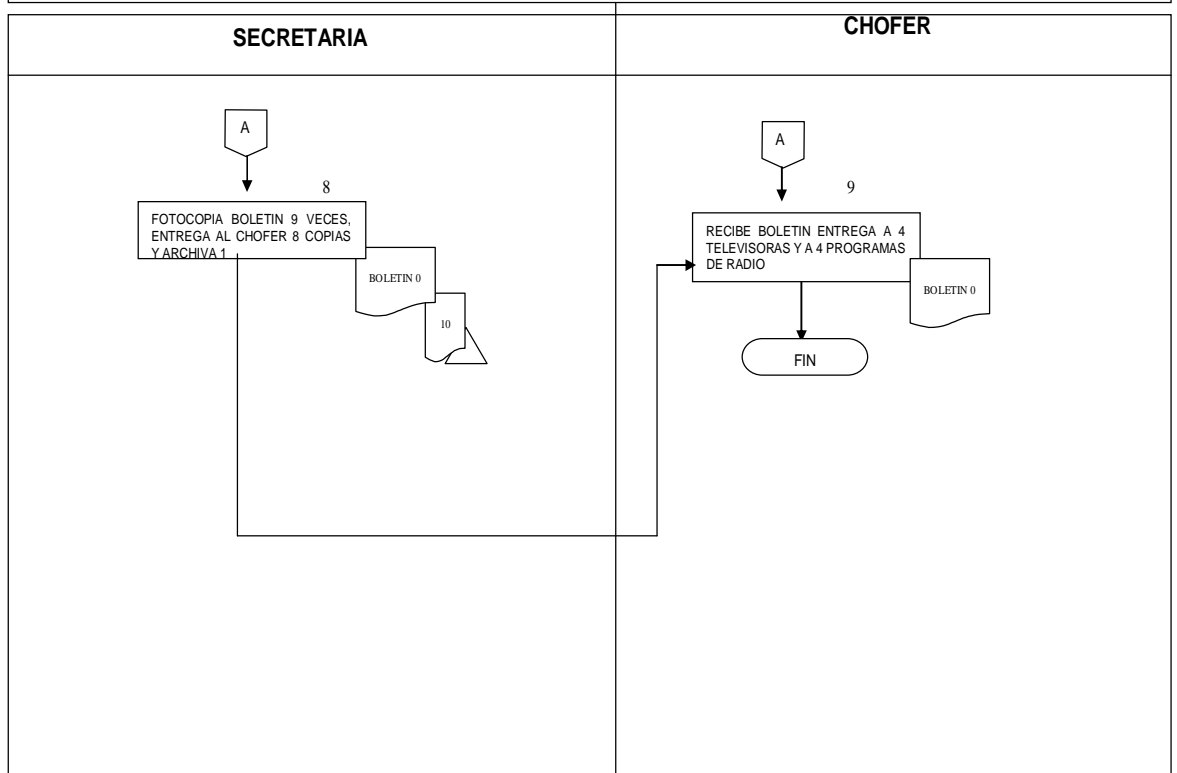 SECRETARIA
CHOFER
A
8
FOTOCOPIA BOLETIN 9 VECES,
ENTREGA AL CHOFER 8 COPIAS
Y ARCHIVA 1
BOLETIN 0
10
A
9
RECIBE BOLETIN ENTREGA A 4
TELEVISORAS Y A 4 PROGRAMAS
DE RADIO
BOLETIN 0
FIN